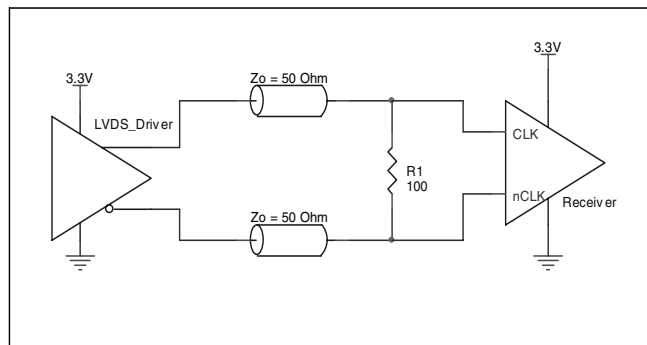 3.3V
3.3V
Zo = 50 Ohm
LVDS_Driver
CLK
R1
100
nCLK
Receiver
Zo = 50 Ohm